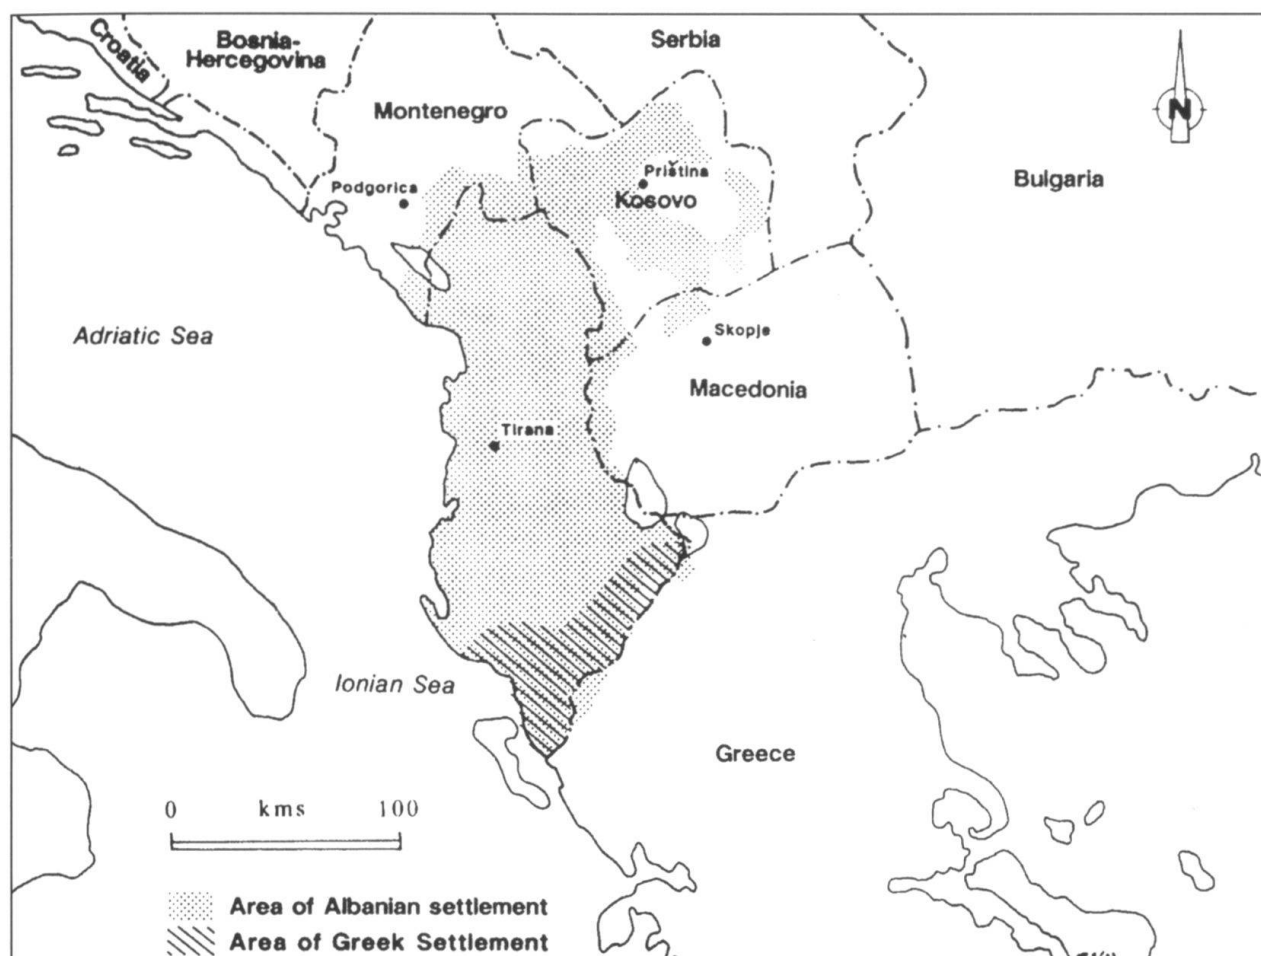 Croatia
Bosnia-
Hercegovina
Serbia
Montenegro
N
Bulgaria
Podgorica
Priština
Kosovo
Adriatic Sea
Skopje
Macedonia
Tirana
Ionian Sea
Greece
0 kms 100
Area of Albanian settlement
Area of Greek Settlement